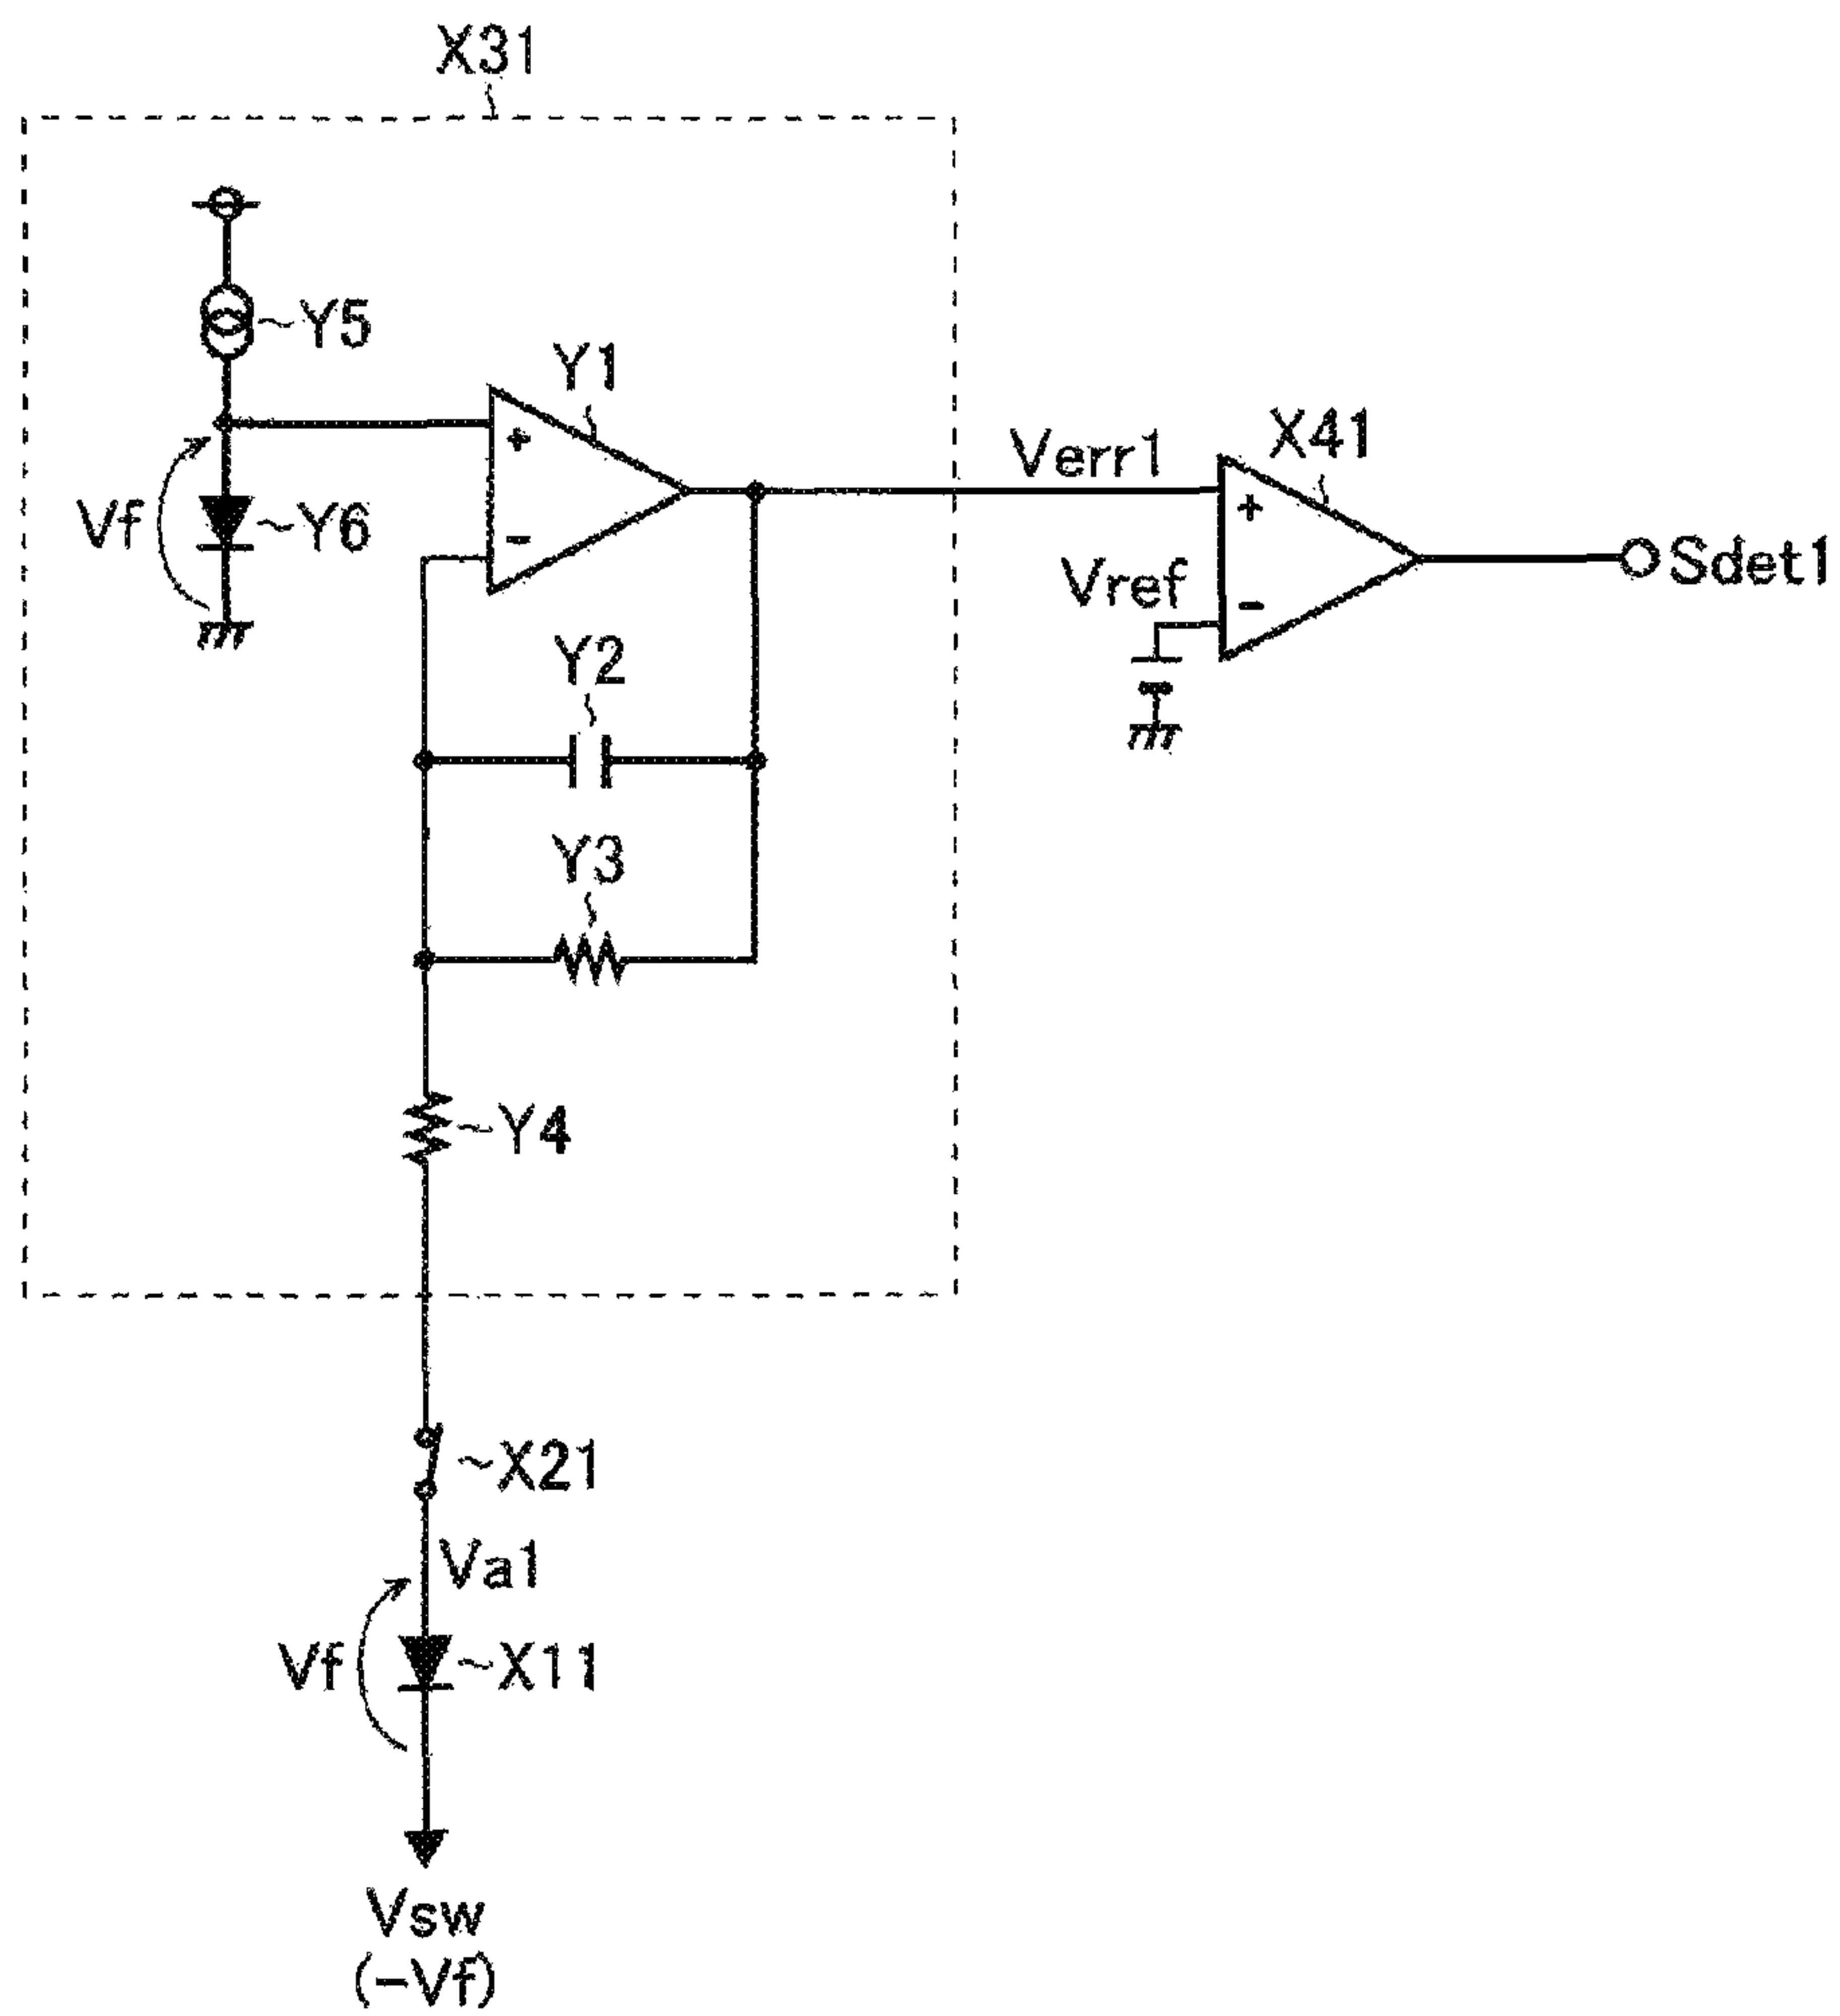 X31
Y5
Y1
+
-
Vf
Y6
Verr1
X41
+
Vref
-
Sdet1
Y2
Y3
Y4
X21
Va1
Vf
X11
Vsw
(-Vf)